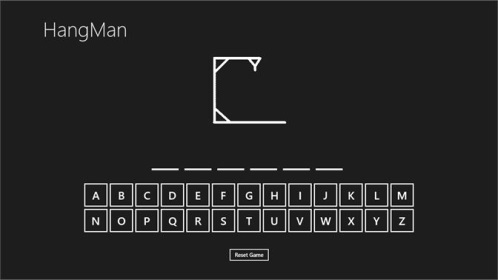 HangMan
A B C D E F G H I J K L M
N O P Q R S T U V W X Y Z
Reset Game